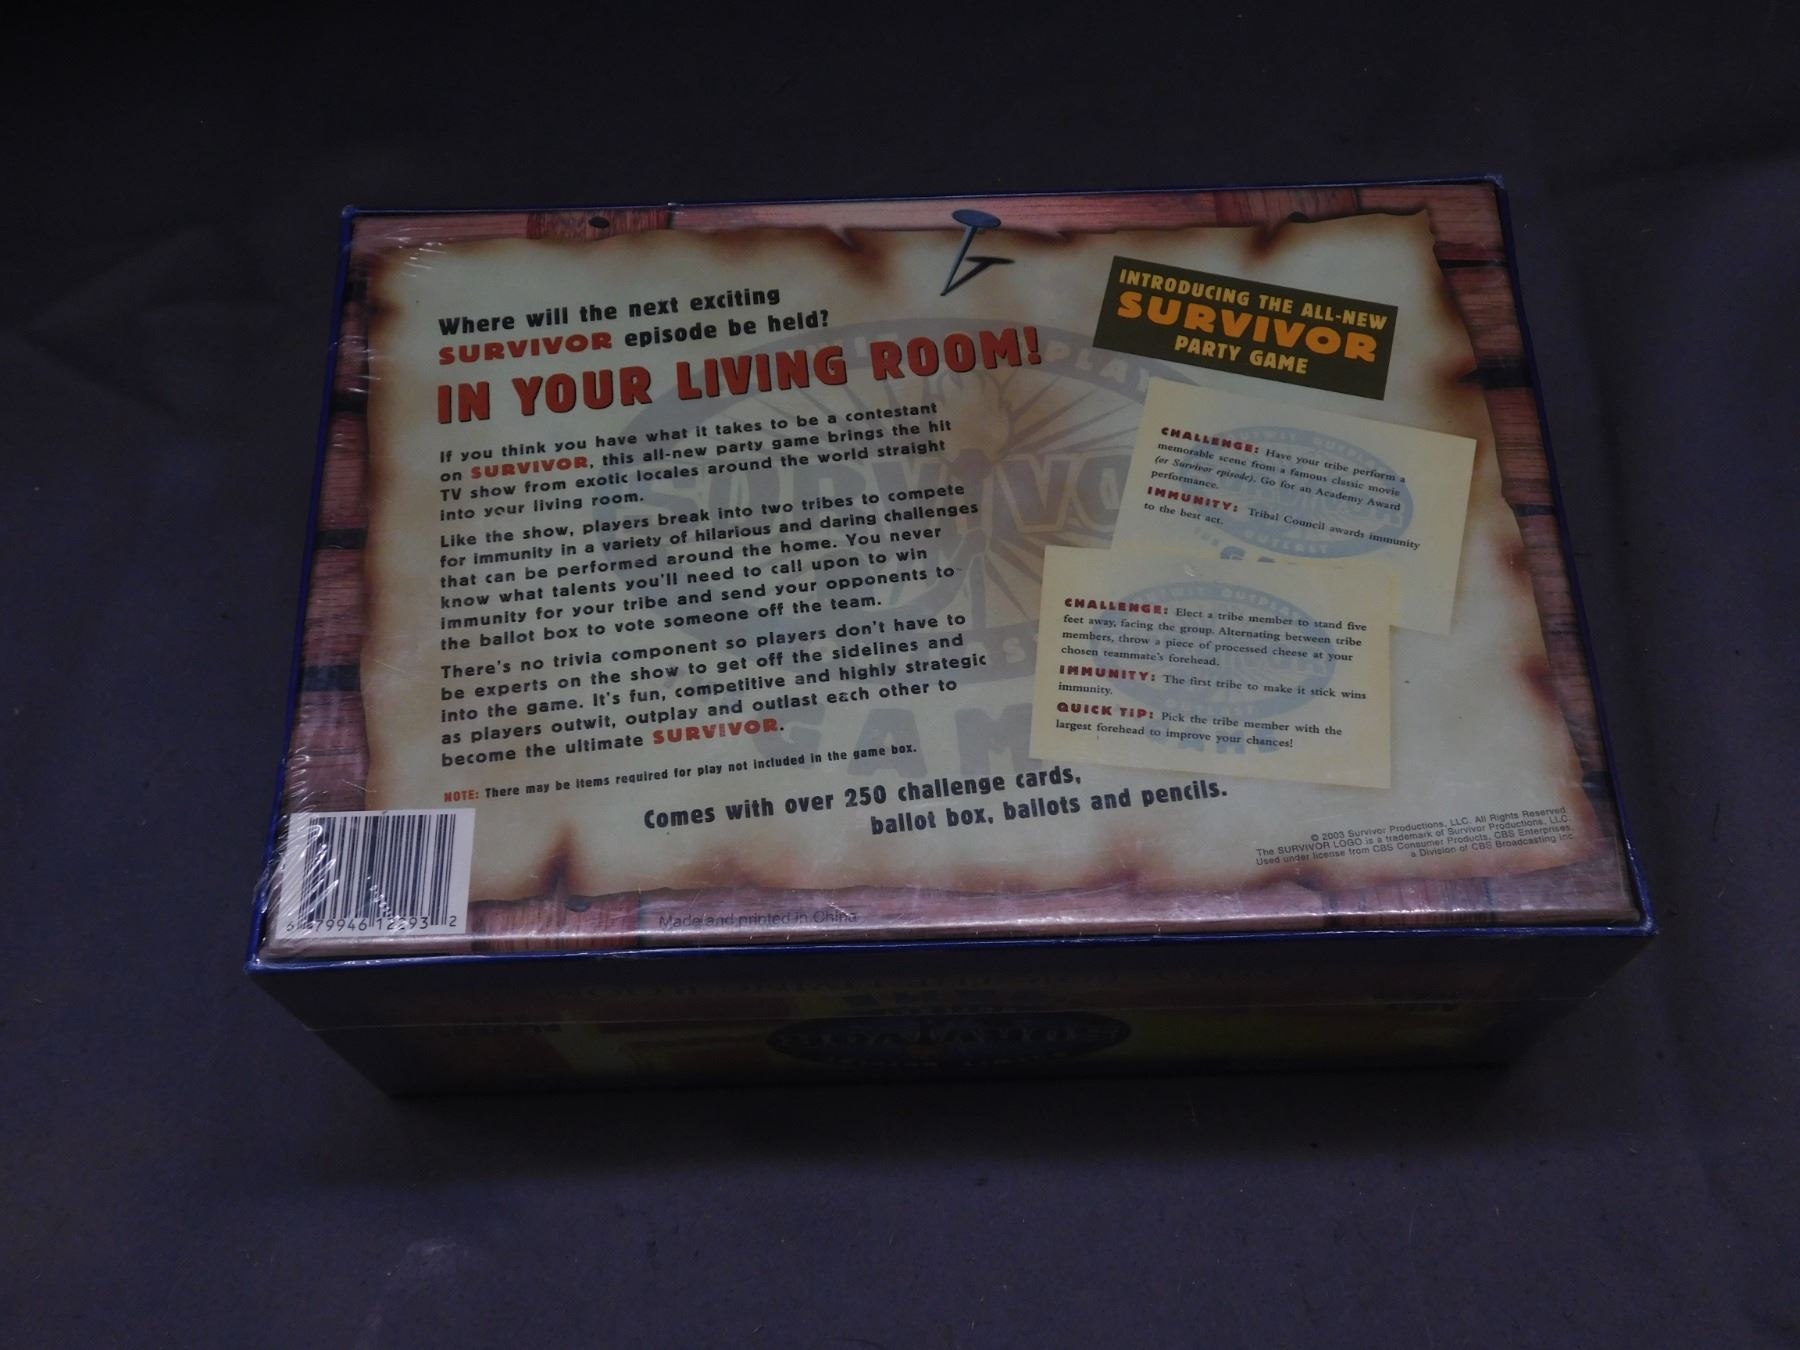 Where will the next exciting
SURVIVOR episode be held?
IN YOUR LIVING ROOM!
If you think you have what it takes to be a contestant
on SURVIVOR, this all-new party game brings the hit
TV show from exotic locales around the world straight
into your living room.
Like the show, players break into two tribes to compete
for immunity in a variety of hilarious and daring challenges
that can be performed around the home. You never
know what talents you'll need to call upon to win
immunity for your tribe and send your opponents to
the ballot box to vote someone off the team.
There's no trivia component so players don't have to
be experts on the show to get off the sidelines and
into the game. It's fun, competitive and highly strategic
as players outwit, outplay and outlast each other to
become the ultimate SURVIVOR.
NOTE: There may be items required for play not included in the game box.
Comes with over 250 challenge cards,
ballot box, ballots and pencils.
INTRODUCING THE ALL-NEW
SURVIVOR
PARTY GAME
CHALLENGE: Have your tribe perform a
memorable scene from a famous classic movie
(or Survivor episode). Go for an Academy Award
performance.
IMMUNITY: Tribal Council awards immunity
to the best act.
CHALLENGE: Elect a tribe member to stand five
feet away, facing the group. Alternating between tribe
members, throw a piece of processed cheese at your
chosen teammate's forehead.
IMMUNITY: The first tribe to make it stick wins
immunity.
QUICK TIP: Pick the tribe member with the
largest forehead to improve your chances!
© 2003 Survivor Productions, LLC. All Rights Reserved.
The SURVIVOR LOGO is a trademark of Survivor Productions, LLC.
Used under license from CBS Consumer Products, CBS Enterprises,
a Division of CBS Broadcasting Inc.
Made and printed in China